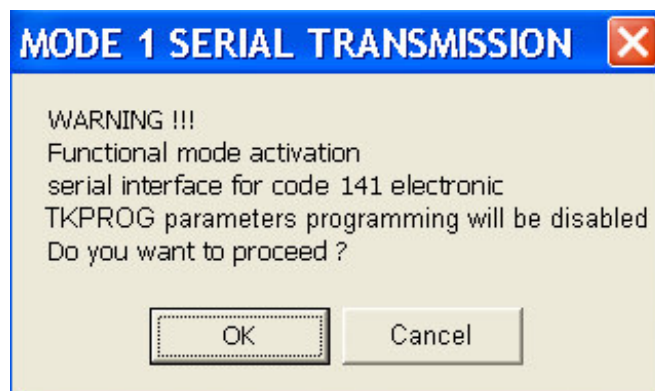 MODE 1 SERIAL TRANSMISSION
WARNING !!!
Functional mode activation
serial interface for code 141 electronic
TKPROG parameters programming will be disabled
Do you want to proceed ?
OK
Cancel